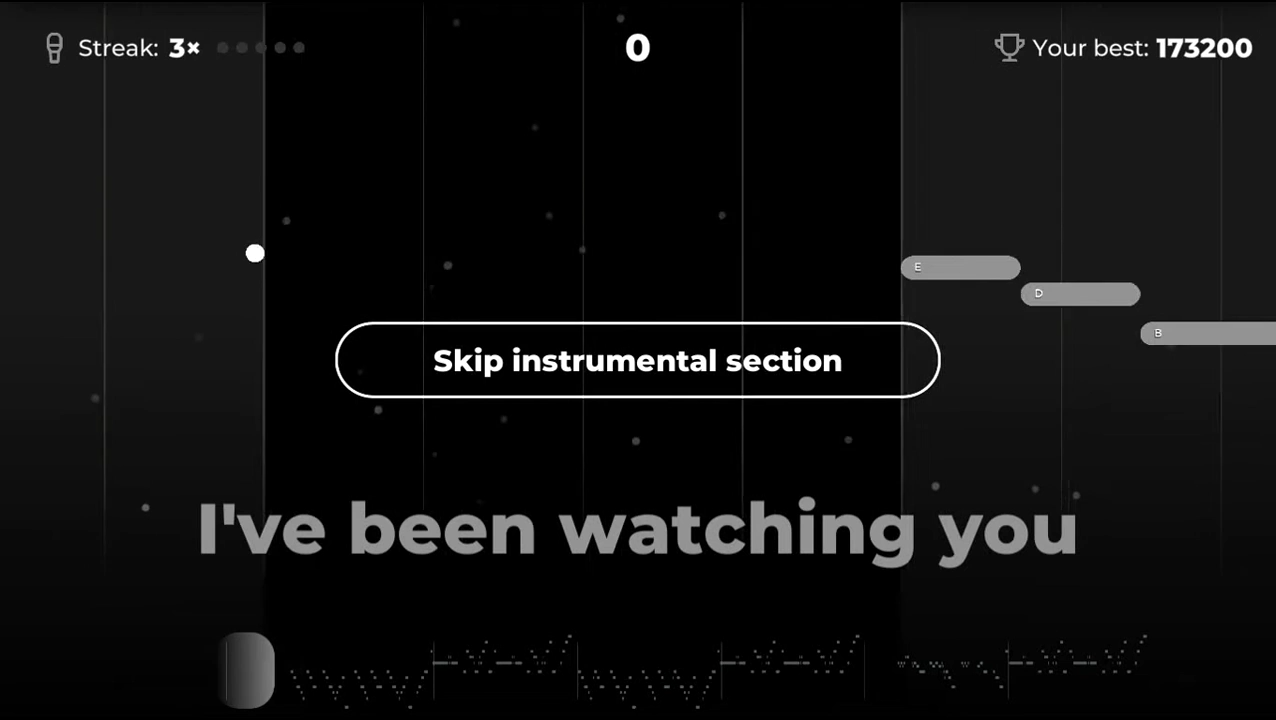 Streak: 3×
0
Your best: 173200
E
D
B
Skip instrumental section
I've been watching you